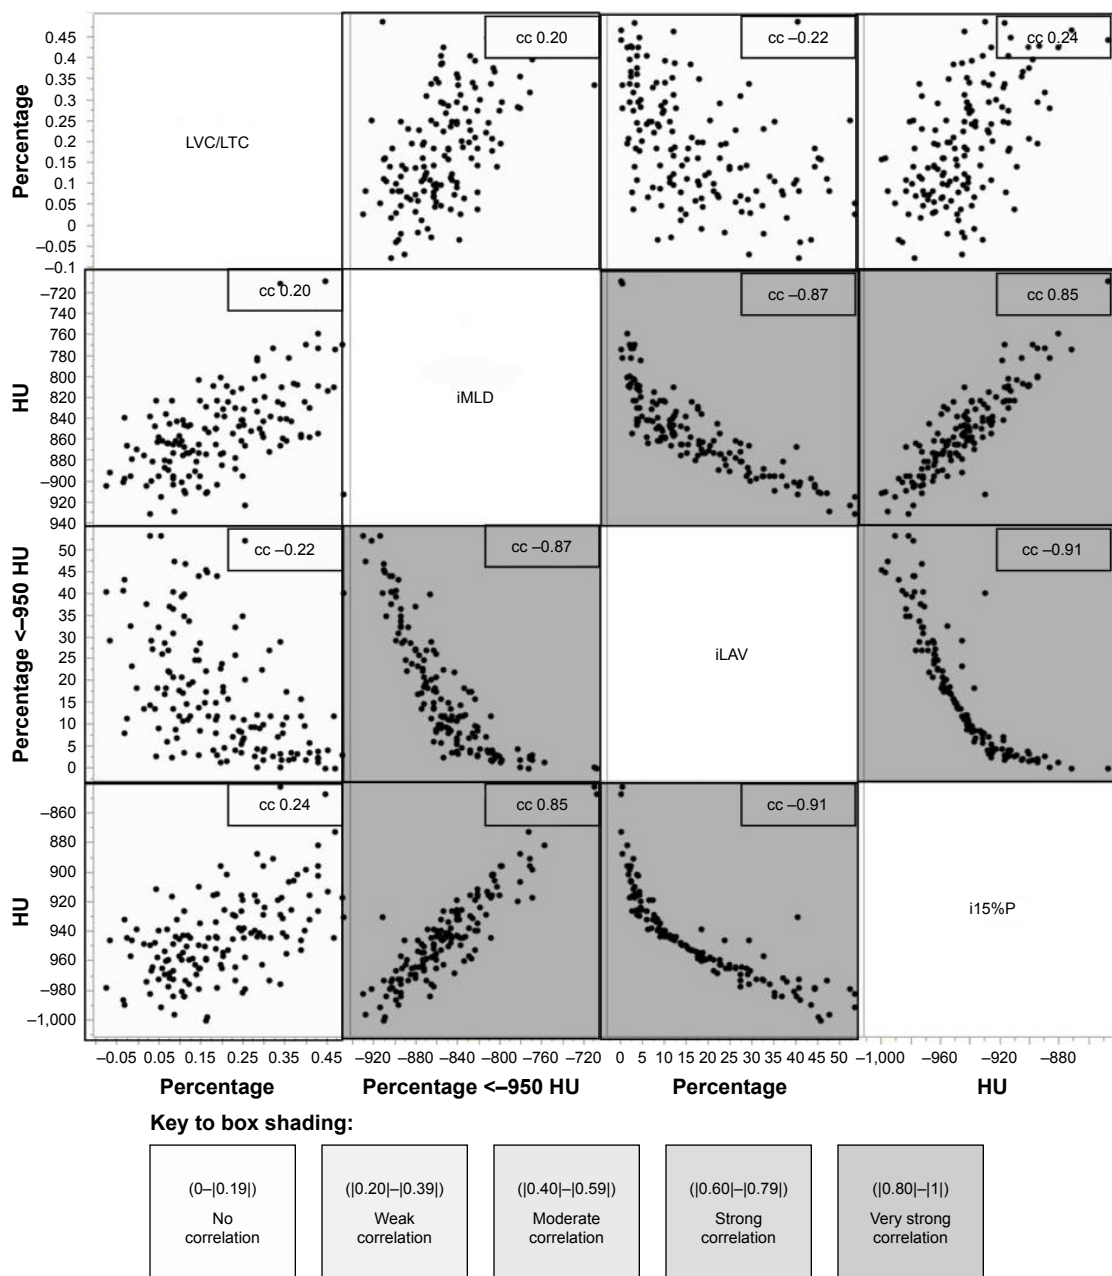 Percentage
0.45
0.4
0.35
0.3
0.25
0.2
0.15
0.1
0.05
0
–0.05
–0.1
LVC/LTC
cc 0.20
cc –0.22
cc 0.24
HU
–720
760
780
800
820
840
860
880
–900
920
940
cc 0.20
iMLD
cc –0.87
cc 0.85
Percentage <–950 HU
50
45
40
35
30
25
20
15
10
5
0
cc –0.22
cc –0.87
iLAV
cc –0.91
HU
–860
880
900
920
940
960
–980
–1,000
cc 0.24
cc 0.85
cc –0.91
i15%P
–0.05 0.05 0.15 0.25 0.35 0.45
–920 –880 –840 –800 –760 –720
0 5 10 15 20 25 30 35 40 45 50
–1,000 –960 –920 –880
Percentage
Percentage <–950 HU
Percentage
HU
Key to box shading:
(0–|0.19|)
No
correlation
(|0.20|–|0.39|)
Weak
correlation
(|0.40|–|0.59|)
Moderate
correlation
(|0.60|–|0.79|)
Strong
correlation
(|0.80|–|1|)
Very strong
correlation